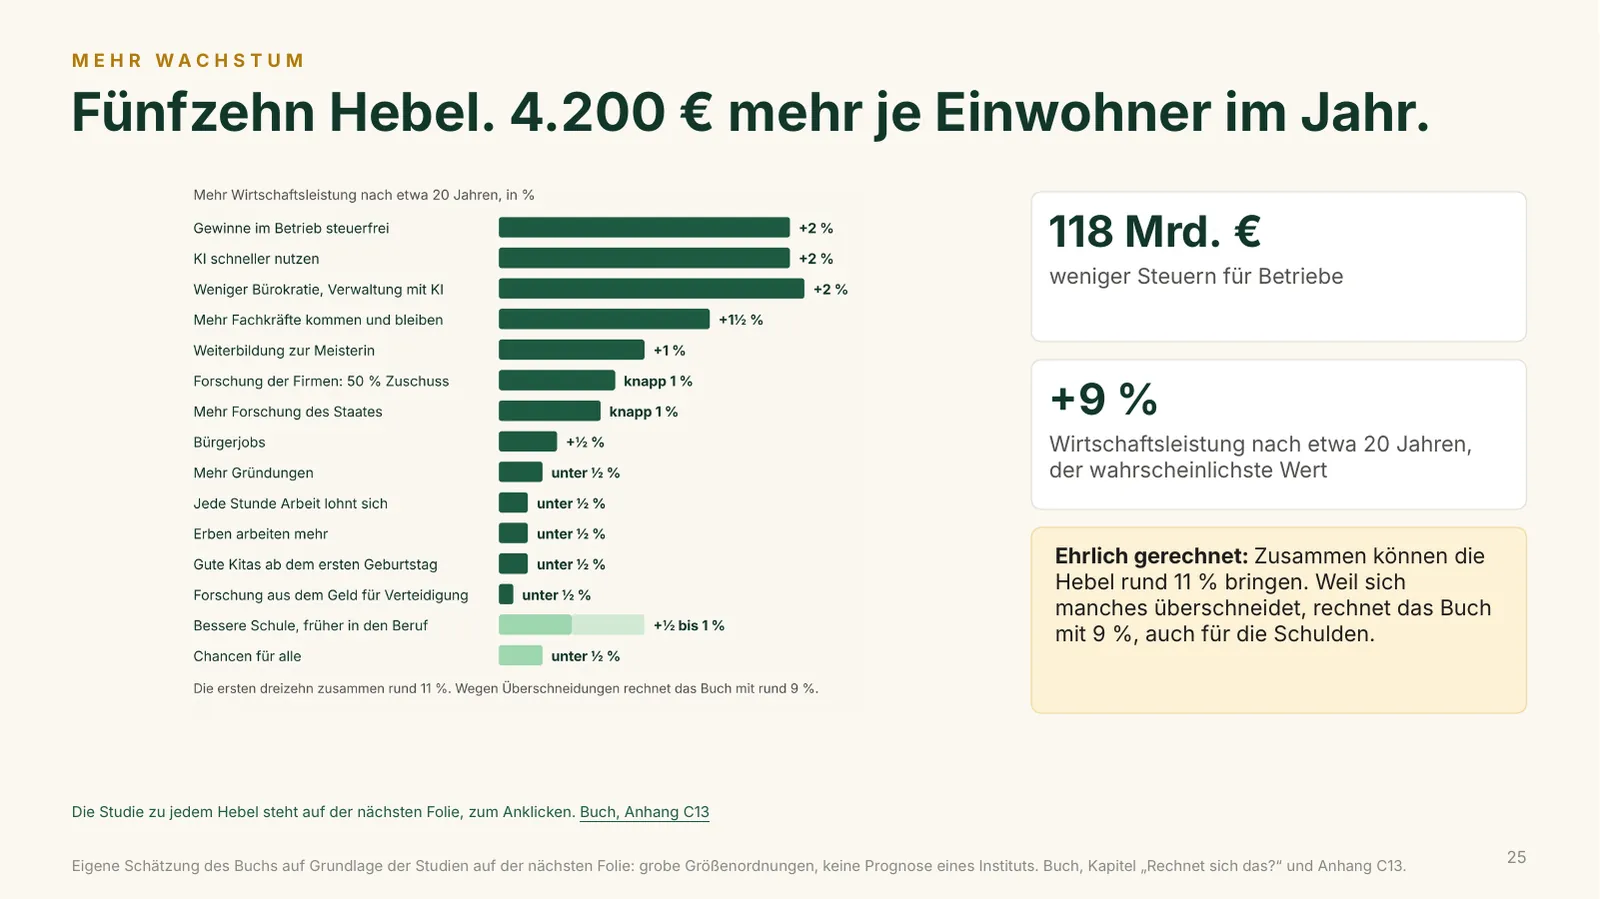 MEHR WACHSTUM
Fünfzehn Hebel. 4.200 € mehr je Einwohner im Jahr.
Mehr Wirtschaftsleistung nach etwa 20 Jahren, in %
Gewinne im Betrieb steuerfrei +2 %
KI schneller nutzen +2 %
Weniger Bürokratie, Verwaltung mit KI +2 %
Mehr Fachkräfte kommen und bleiben +1½ %
Weiterbildung zur Meisterin +1 %
Forschung der Firmen: 50 % Zuschuss knapp 1 %
Mehr Forschung des Staates knapp 1 %
Bürgerjobs +½ %
Mehr Gründungen unter ½ %
Jede Stunde Arbeit lohnt sich unter ½ %
Erben arbeiten mehr unter ½ %
Gute Kitas ab dem ersten Geburtstag unter ½ %
Forschung aus dem Geld für Verteidigung unter ½ %
Bessere Schule, früher in den Beruf +½ bis 1 %
Chancen für alle unter ½ %
Die ersten dreizehn zusammen rund 11 %. Wegen Überschneidungen rechnet das Buch mit rund 9 %.
118 Mrd. €
weniger Steuern für Betriebe
+9 %
Wirtschaftsleistung nach etwa 20 Jahren,
der wahrscheinlichste Wert
Ehrlich gerechnet: Zusammen können die
Hebel rund 11 % bringen. Weil sich
manches überschneidet, rechnet das Buch
mit 9 %, auch für die Schulden.
Die Studie zu jedem Hebel steht auf der nächsten Folie, zum Anklicken. Buch, Anhang C13
Eigene Schätzung des Buchs auf Grundlage der Studien auf der nächsten Folie: grobe Größenordnungen, keine Prognose eines Instituts. Buch, Kapitel „Rechnet sich das?“ und Anhang C13.
25